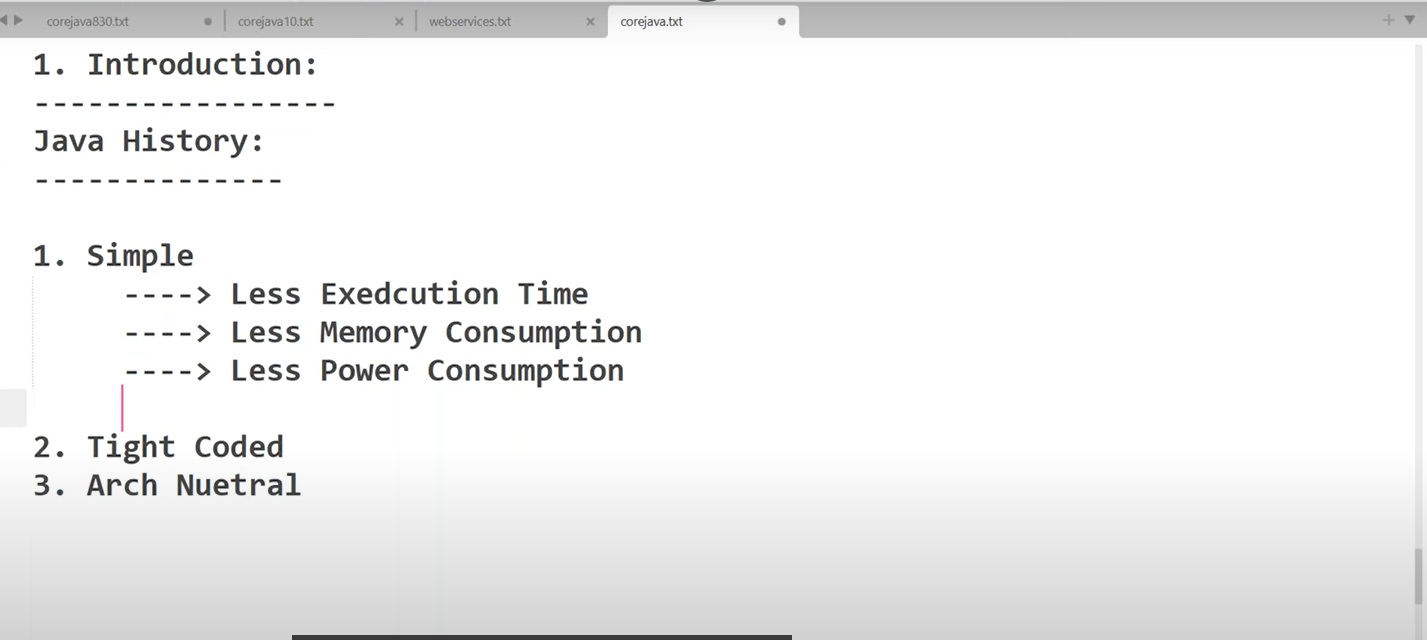 corejava830.txt corejava10.txt webservices.txt corejava.txt
1. Introduction:
-----------------
Java History:
--------------
1. Simple
----> Less Exedcution Time
----> Less Memory Consumption
----> Less Power Consumption
2. Tight Coded
3. Arch Nuetral